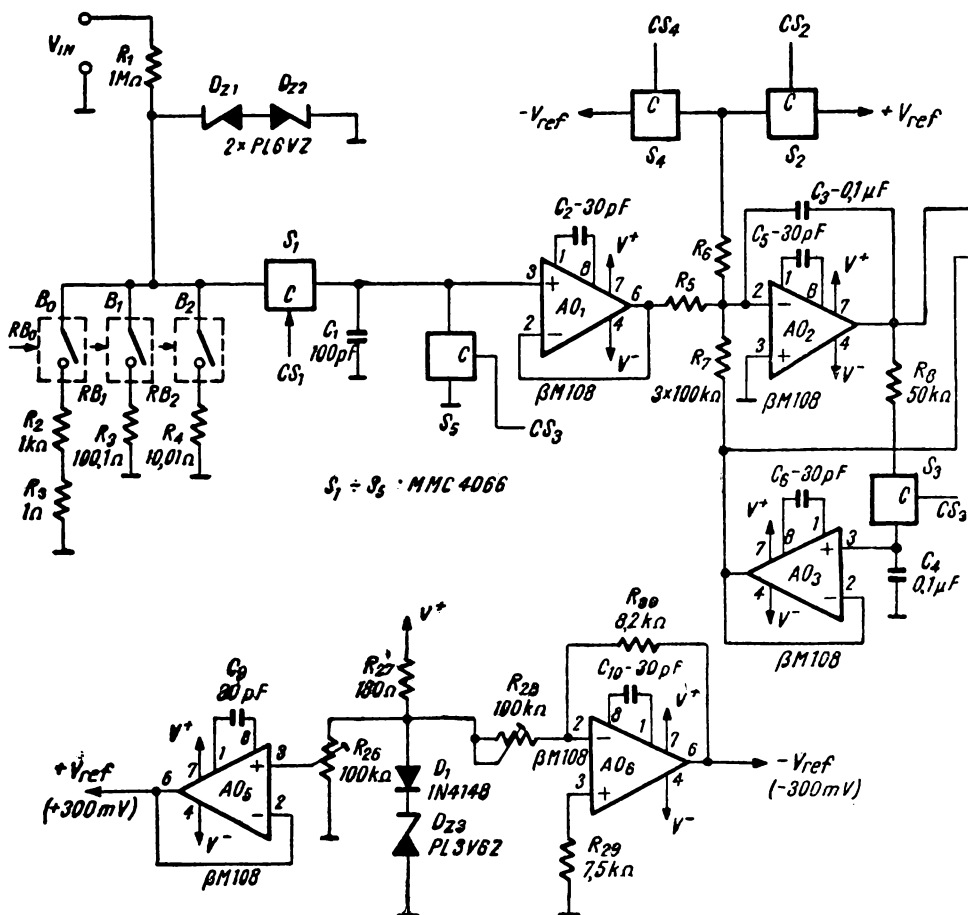 CS4
CS2
VIN
R1
1MΩ
DZ1
DZ2
2× PL6VZ
-Vref
C
S4
C
S2
+Vref
C3-0,1μF
C2-30pF
C5-30pF
S1
C
CS1
C1
100pF
C
S5
CS3
3
+
2
-
1
8
V+
7
6
4
V-
AO1
βM108
R5
R6
R7
3×100kΩ
2
-
3
+
1
8
V+
7
4
V-
AO2
βM108
R8
50kΩ
B0
B1
B2
RB0
RB1
RB2
R2
1kΩ
R3
100,1Ω
R4
10,01Ω
R3
1Ω
S1 ÷ S5 : MMC 4066
C6-30pF
S3
C
CS3
V+
7
8
1
+
3
AO3
4
V-
-
2
βM108
C4
0,1μF
V+
R27
180Ω
R28
100kΩ
8,2kΩ
C10-30pF
C9
30pF
V+
7
1
8
+
3
R26
100kΩ
+Vref
(+300mV)
6
AO5
4
V-
-
2
βM108
D1
1N4148
DZ3
PL3V6Z
βM108
2
-
8
1
V+
7
6
AO6
3
+
4
V-
-Vref
(-300mV)
R29
7,5kΩ